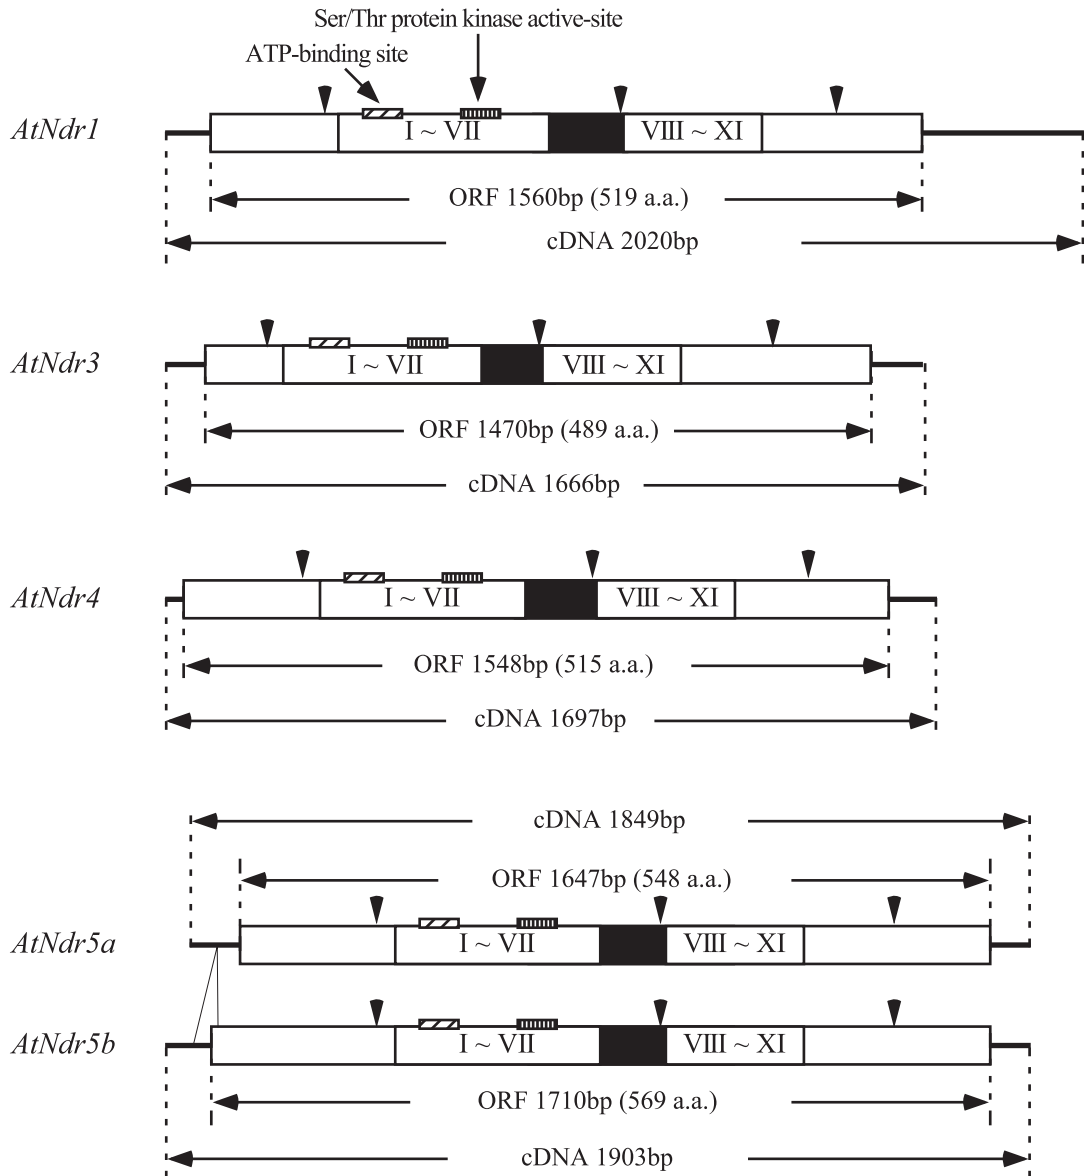 Ser/Thr protein kinase active-site
ATP-binding site
AtNdr1
I ~ VII
VIII ~ XI
ORF 1560bp (519 a.a.)
cDNA 2020bp
AtNdr3
I ~ VII
VIII ~ XI
ORF 1470bp (489 a.a.)
cDNA 1666bp
AtNdr4
I ~ VII
VIII ~ XI
ORF 1548bp (515 a.a.)
cDNA 1697bp
cDNA 1849bp
ORF 1647bp (548 a.a.)
AtNdr5a
I ~ VII
VIII ~ XI
AtNdr5b
I ~ VII
VIII ~ XI
ORF 1710bp (569 a.a.)
cDNA 1903bp